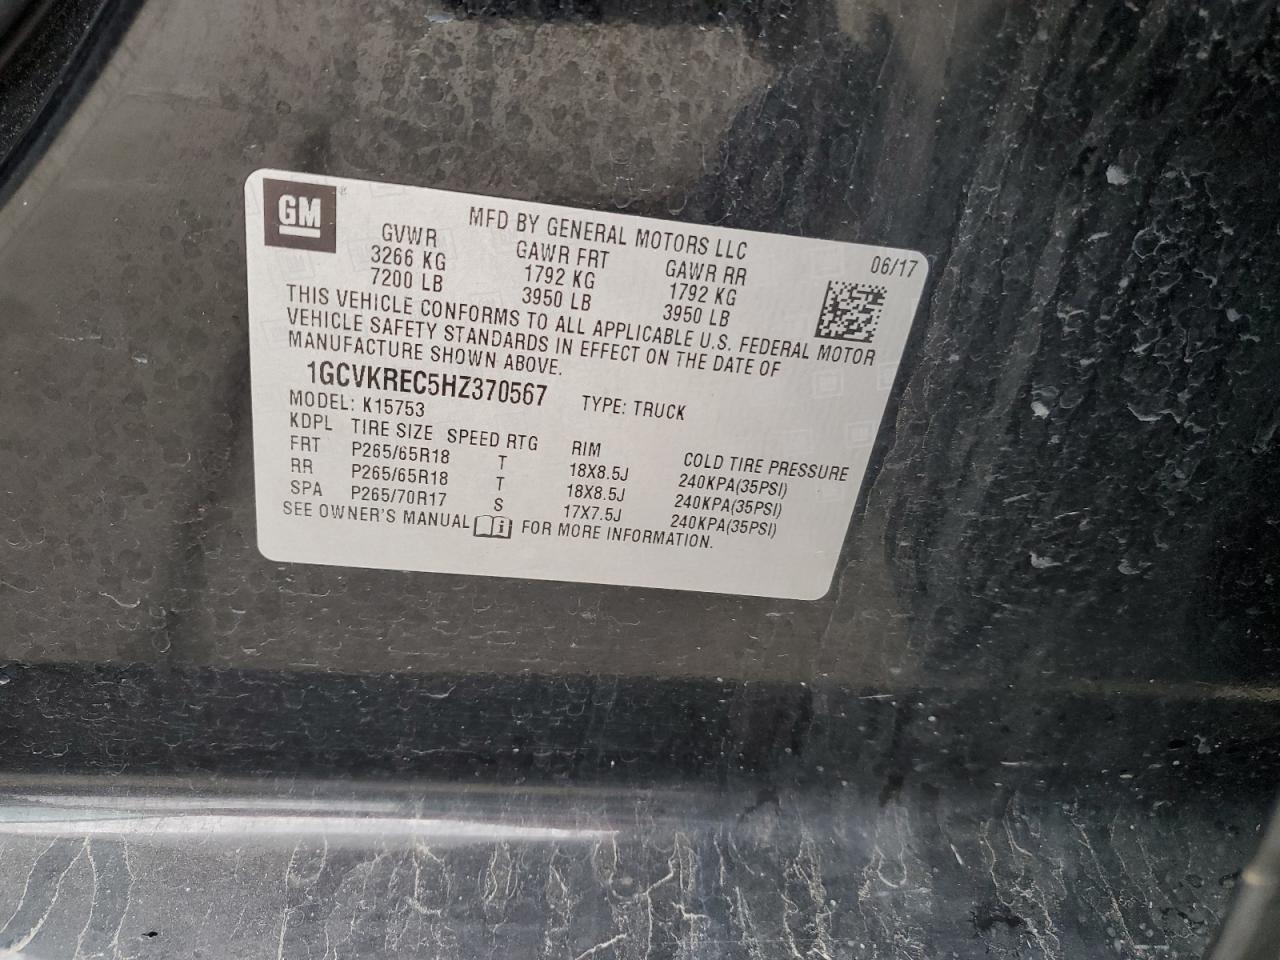 GM
MFD BY GENERAL MOTORS LLC
06/17
GVWR GAWR FRT GAWR RR
3266 KG 1792 KG 1792 KG
7200 LB 3950 LB 3950 LB
THIS VEHICLE CONFORMS TO ALL APPLICABLE U.S. FEDERAL MOTOR
VEHICLE SAFETY STANDARDS IN EFFECT ON THE DATE OF
MANUFACTURE SHOWN ABOVE.
1GCVKREC5HZ370567 TYPE: TRUCK
MODEL: K15753
KDPL TIRE SIZE SPEED RTG RIM COLD TIRE PRESSURE
FRT P265/65R18 T 18X8.5J 240KPA(35PSI)
RR P265/65R18 T 18X8.5J 240KPA(35PSI)
SPA P265/70R17 S 17X7.5J 240KPA(35PSI)
SEE OWNER'S MANUAL FOR MORE INFORMATION.